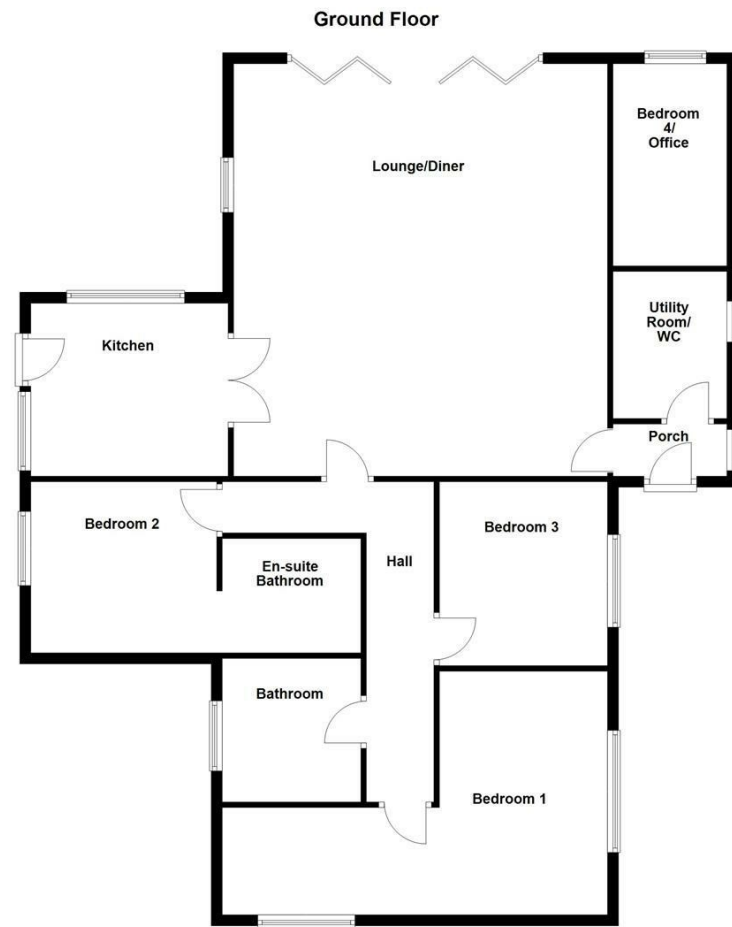 Ground Floor
Bedroom
4/
Office
Lounge/Diner
Utility
Room/
WC
Kitchen
Porch
Bedroom 2
Bedroom 3
En-suite
Bathroom
Hall
Bathroom
Bedroom 1